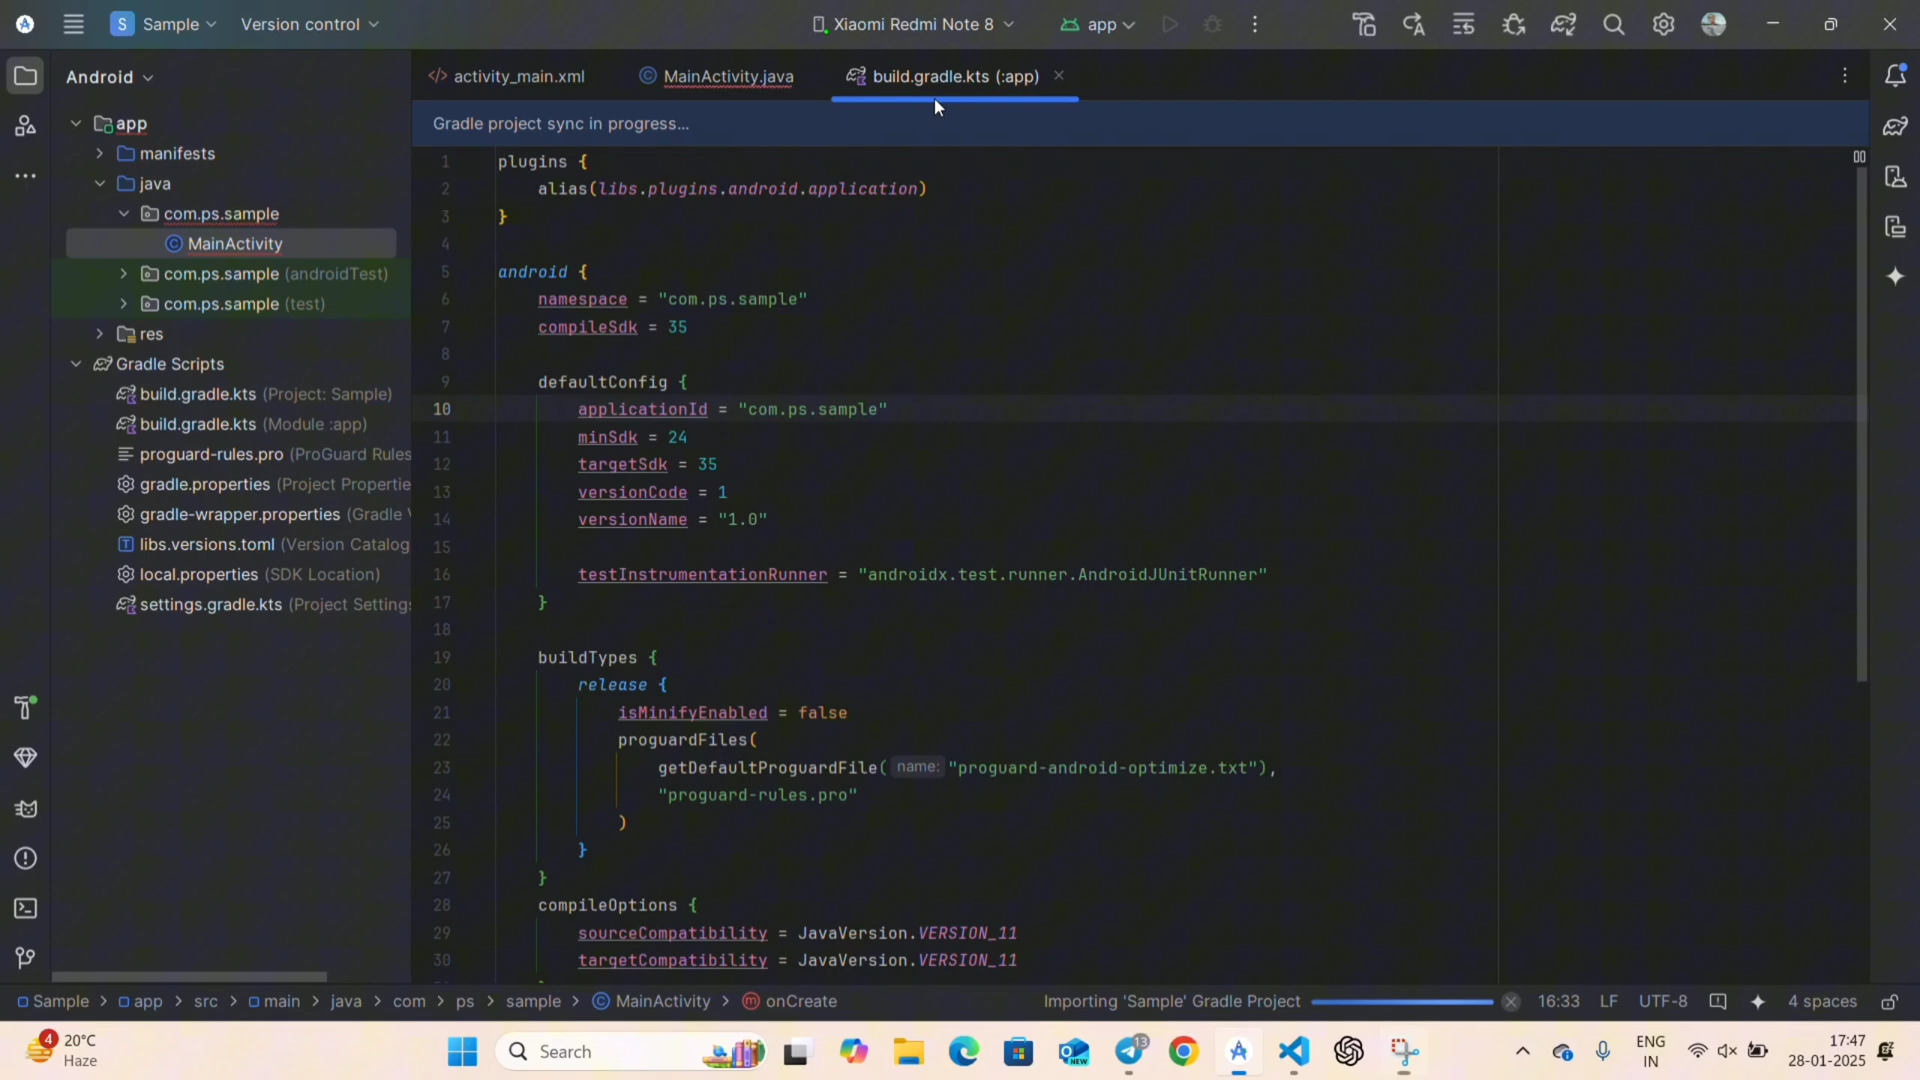 S Sample Version control Xiaomi Redmi Note 8 app
Android
activity_main.xml MainActivity.java build.gradle.kts (:app)
Gradle project sync in progress...
app
manifests
java
com.ps.sample
MainActivity
com.ps.sample (androidTest)
com.ps.sample (test)
res
Gradle Scripts
build.gradle.kts (Project: Sample)
build.gradle.kts (Module :app)
proguard-rules.pro (ProGuard Rules
gradle.properties (Project Propertie
gradle-wrapper.properties (Gradle
libs.versions.toml (Version Catalog
local.properties (SDK Location)
settings.gradle.kts (Project Settings
1 plugins {
2 alias(libs.plugins.android.application)
3 }
4
5 android {
6 namespace = "com.ps.sample"
7 compileSdk = 35
8
9 defaultConfig {
10 applicationId = "com.ps.sample"
11 minSdk = 24
12 targetSdk = 35
13 versionCode = 1
14 versionName = "1.0"
15
16 testInstrumentationRunner = "androidx.test.runner.AndroidJUnitRunner"
17 }
18
19 buildTypes {
20 release {
21 isMinifyEnabled = false
22 proguardFiles(
23 getDefaultProguardFile( name: "proguard-android-optimize.txt"),
24 "proguard-rules.pro"
25 )
26 }
27 }
28 compileOptions {
29 sourceCompatibility = JavaVersion.VERSION_11
30 targetCompatibility = JavaVersion.VERSION_11
Sample > app > src > main > java > com > ps > sample > MainActivity > onCreate Importing 'Sample' Gradle Project 16:33 LF UTF-8 4 spaces
4 20°C
Haze
Search
NEW
13
ENG
IN
17:47
28-01-2025